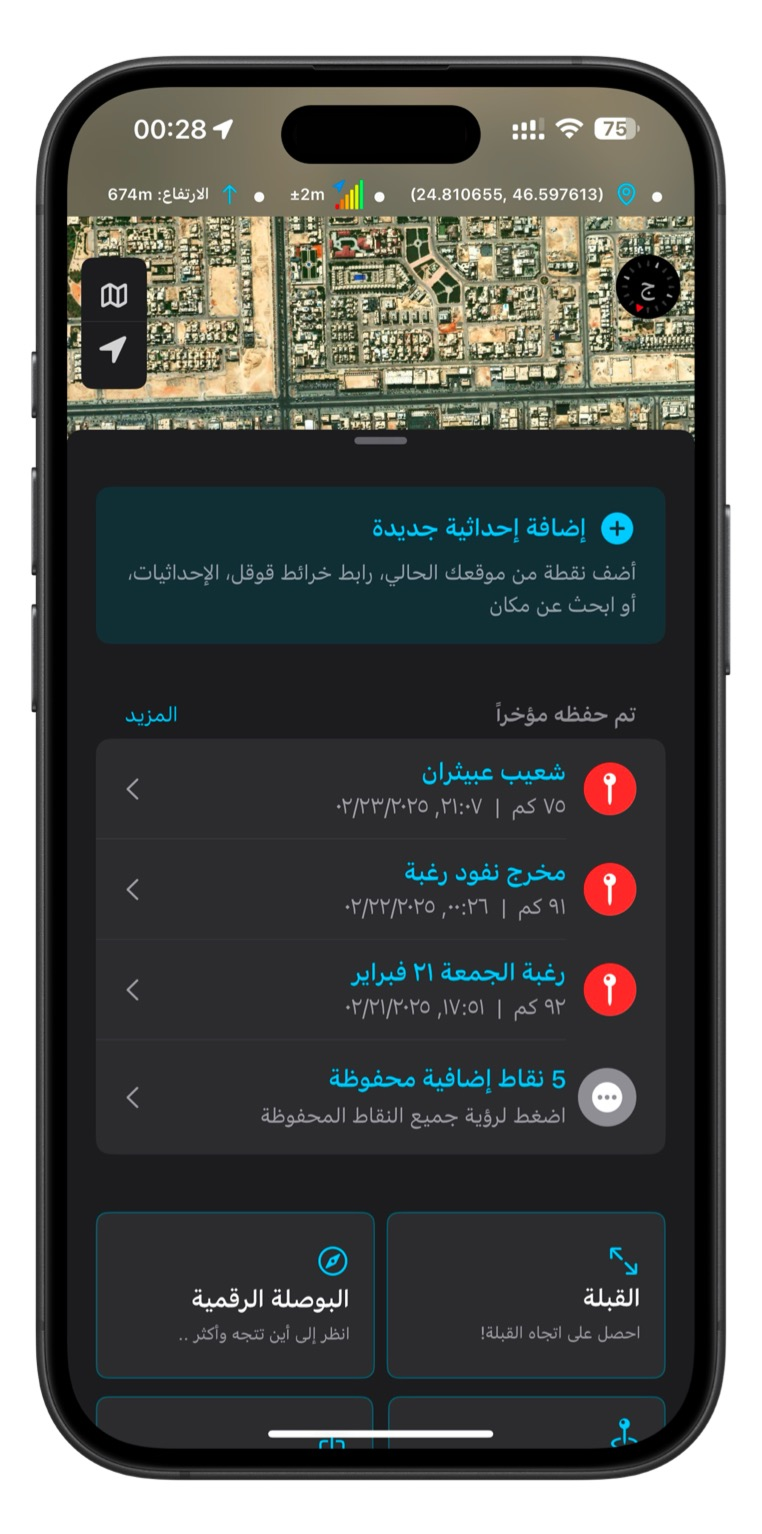 00:28
75
(24.810655, 46.597613) ● ±2m ● الارتفاع: 674m
ج
إضافة إحداثية جديدة
أضف نقطة من موقعك الحالي، رابط خرائط قوقل، الإحداثيات،
أو ابحث عن مكان
تم حفظه مؤخراً
المزيد
شعيب عبيثران
٧٥ كم | ٢١:٠٧, ٠٢/٢٣/٢٠٢٥
مخرج نفود رغبة
٩١ كم | ٠٠:٢٦, ٠٢/٢٢/٢٠٢٥
رغبة الجمعة ٢١ فبراير
٩٢ كم | ١٧:٥١, ٠٢/٢١/٢٠٢٥
5 نقاط إضافية محفوظة
اضغط لرؤية جميع النقاط المحفوظة
القبلة
احصل على اتجاه القبلة!
البوصلة الرقمية
انظر إلى أين تتجه وأكثر ..